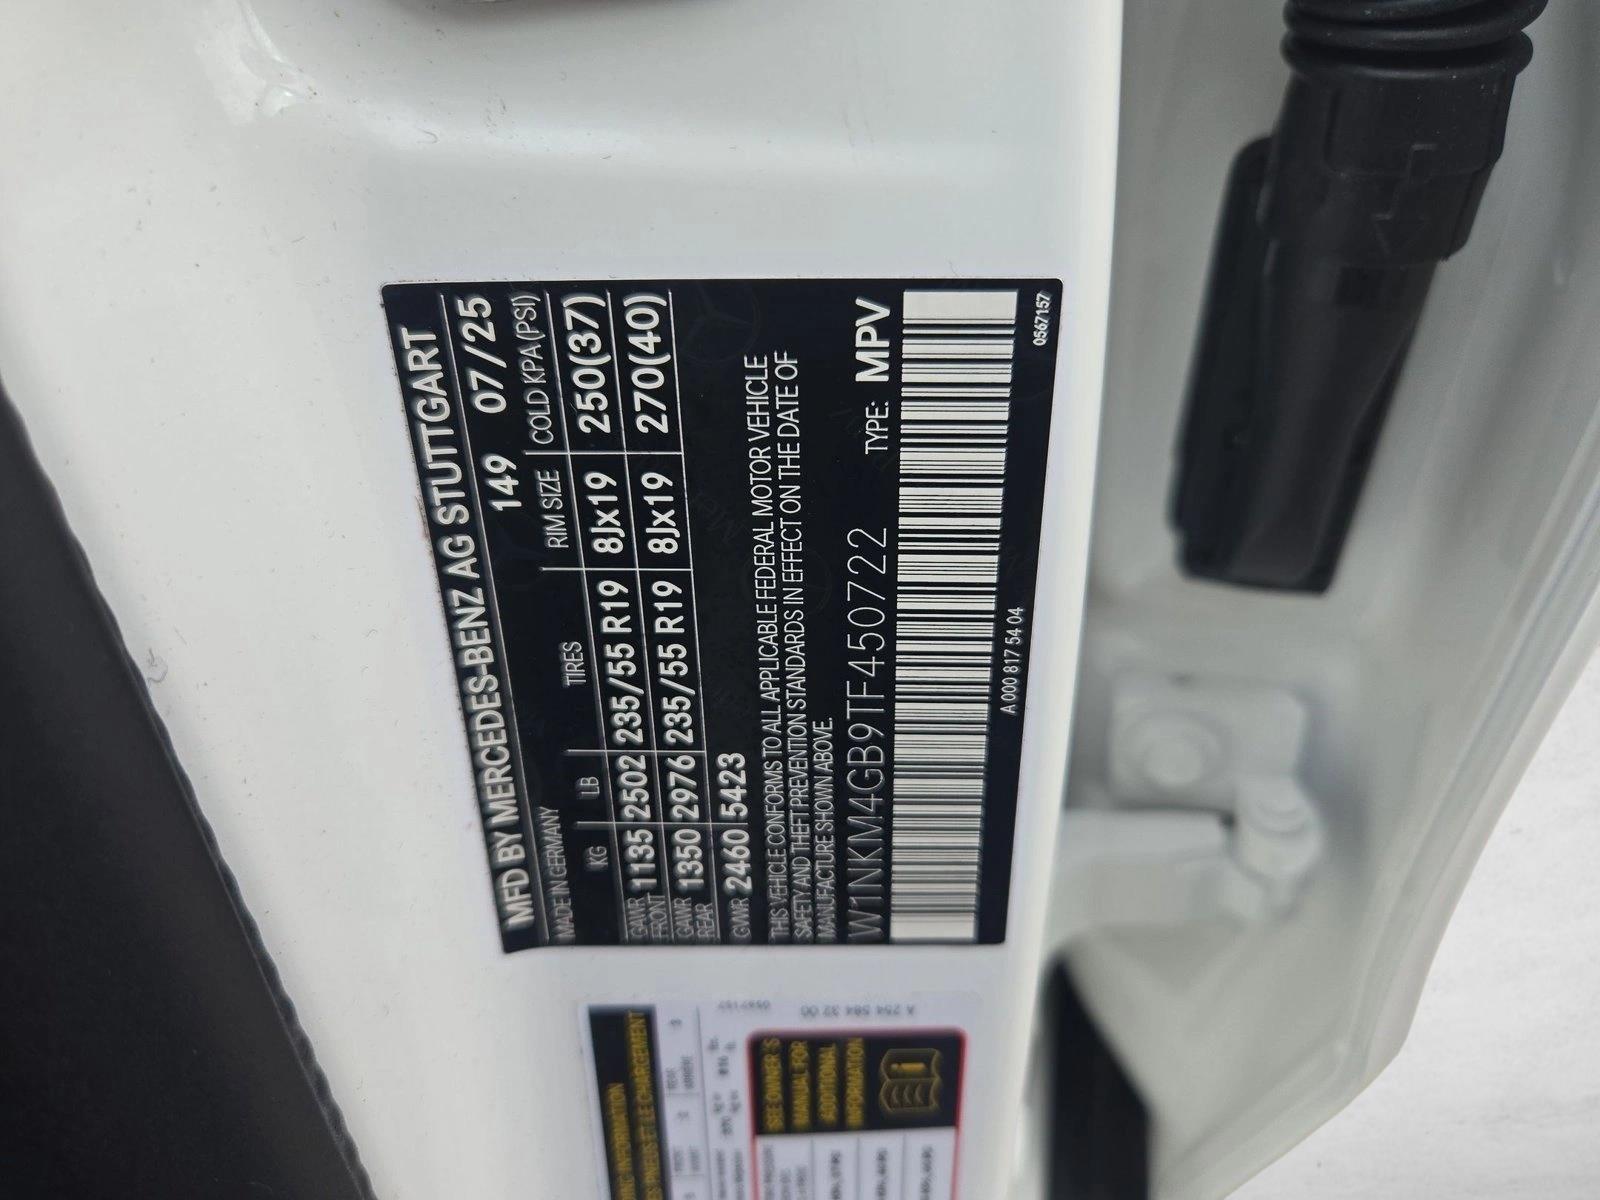 MFD BY MERCEDES-BENZ AG STUTTGART
MADE IN GERMANY 149 07/25
KG LB TIRES RIM SIZE COLD KPA(PSI)
GAWR FRONT 1135 2502 235/55 R19 8Jx19 250(37)
GAWR REAR 1350 2976 235/55 R19 8Jx19 270(40)
GVWR 2460 5423
THIS VEHICLE CONFORMS TO ALL APPLICABLE FEDERAL MOTOR VEHICLE
SAFETY AND THEFT PREVENTION STANDARDS IN EFFECT ON THE DATE OF
MANUFACTURE SHOWN ABOVE.
W1NKM4GB9TF450722 TYPE: MPV
A 000 817 54 04 0567157
A 254 584 32 00
SEE OWNER'S
MANUAL FOR
ADDITIONAL
INFORMATION